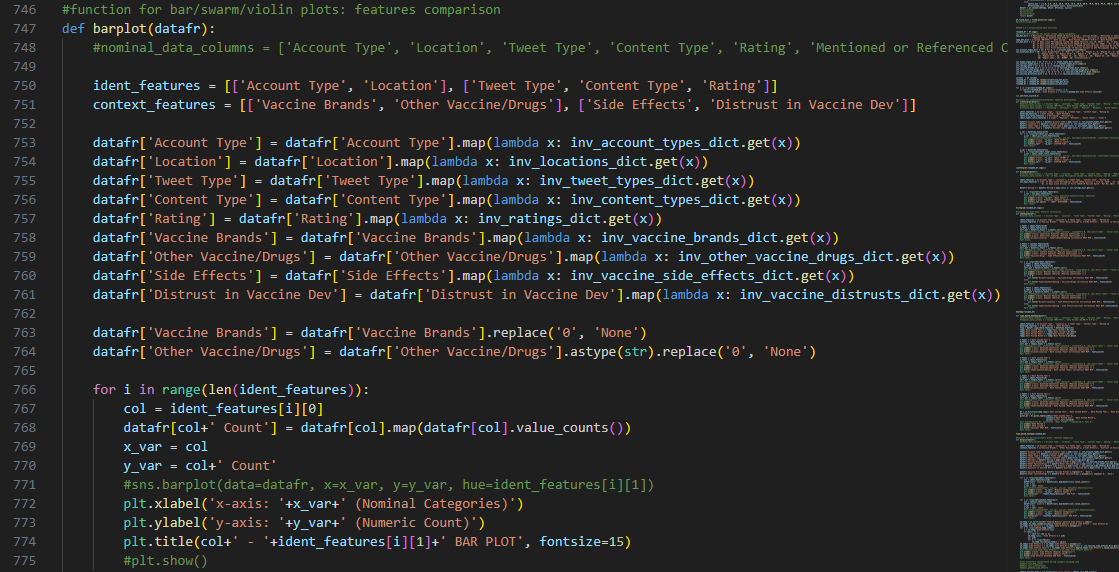 746 #function for bar/swarm/violin plots: features comparison
747 def barplot(datafr):
748     #nominal_data_columns = ['Account Type', 'Location', 'Tweet Type', 'Content Type', 'Rating', 'Mentioned or Referenced C
749
750     ident_features = [['Account Type', 'Location'], ['Tweet Type', 'Content Type', 'Rating']]
751     context_features = [['Vaccine Brands', 'Other Vaccine/Drugs'], ['Side Effects', 'Distrust in Vaccine Dev']]
752
753     datafr['Account Type'] = datafr['Account Type'].map(lambda x: inv_account_types_dict.get(x))
754     datafr['Location'] = datafr['Location'].map(lambda x: inv_locations_dict.get(x))
755     datafr['Tweet Type'] = datafr['Tweet Type'].map(lambda x: inv_tweet_types_dict.get(x))
756     datafr['Content Type'] = datafr['Content Type'].map(lambda x: inv_content_types_dict.get(x))
757     datafr['Rating'] = datafr['Rating'].map(lambda x: inv_ratings_dict.get(x))
758     datafr['Vaccine Brands'] = datafr['Vaccine Brands'].map(lambda x: inv_vaccine_brands_dict.get(x))
759     datafr['Other Vaccine/Drugs'] = datafr['Other Vaccine/Drugs'].map(lambda x: inv_other_vaccine_drugs_dict.get(x))
760     datafr['Side Effects'] = datafr['Side Effects'].map(lambda x: inv_vaccine_side_effects_dict.get(x))
761     datafr['Distrust in Vaccine Dev'] = datafr['Distrust in Vaccine Dev'].map(lambda x: inv_vaccine_distrusts_dict.get(x))
762
763     datafr['Vaccine Brands'] = datafr['Vaccine Brands'].replace('0', 'None')
764     datafr['Other Vaccine/Drugs'] = datafr['Other Vaccine/Drugs'].astype(str).replace('0', 'None')
765
766     for i in range(len(ident_features)):
767         col = ident_features[i][0]
768         datafr[col+' Count'] = datafr[col].map(datafr[col].value_counts())
769         x_var = col
770         y_var = col+' Count'
771         #sns.barplot(data=datafr, x=x_var, y=y_var, hue=ident_features[i][1])
772         plt.xlabel('x-axis: '+x_var+' (Nominal Categories)')
773         plt.ylabel('y-axis: '+y_var+' (Numeric Count)')
774         plt.title(col+' - '+ident_features[i][1]+' BAR PLOT', fontsize=15)
775         #plt.show()